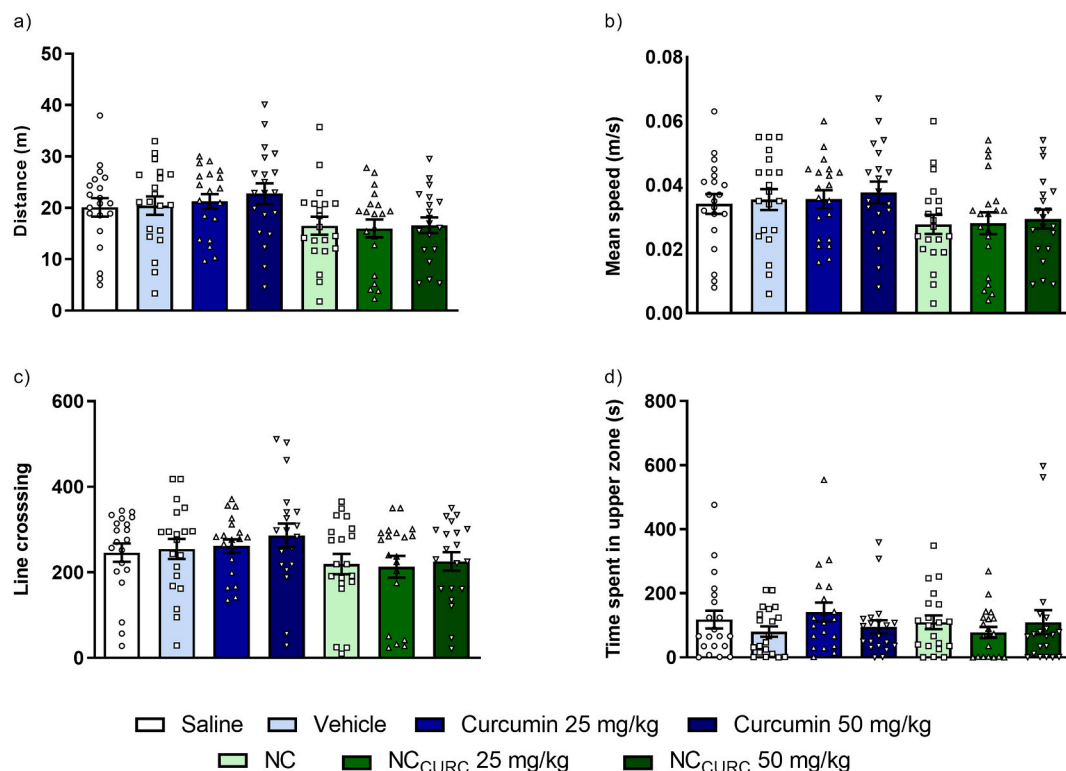 a)
50
40
30
20
10
0
Distance (m)
b)
0.08
0.06
0.04
0.02
0.00
Mean speed (m/s)
c)
600
400
200
0
Line crosssing
d)
800
600
400
200
0
Time spent in upper zone (s)
Saline Vehicle Curcumin 25 mg/kg Curcumin 50 mg/kg
NC NCCURC 25 mg/kg NCCURC 50 mg/kg